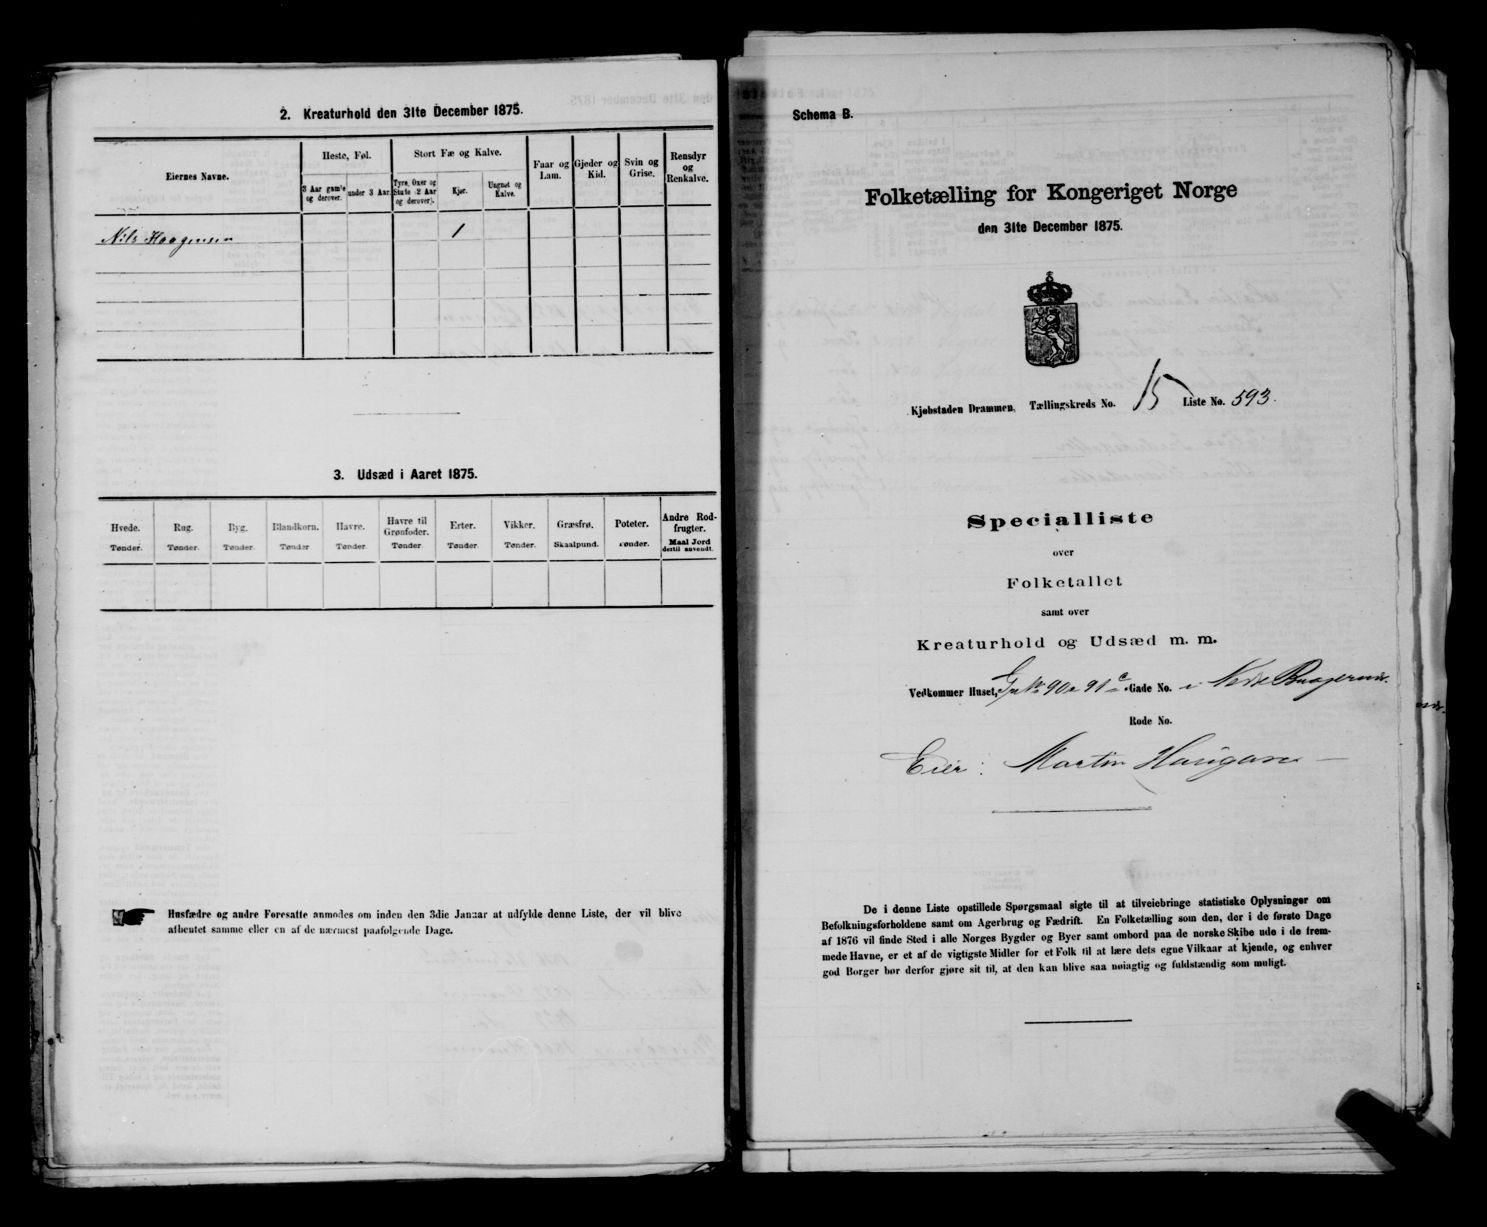 2. Kreaturhold den 31te December 1875.
Eiernes Navne.
Heste, Føl.
3 Aar gamle og derover.
under 3 Aar.
Stort Fæ og Kalve.
Tyre, Oxer og Stute (2 Aar og derover).
Kjør.
Ungnøt og Kalve.
Faar og Lam.
Gjeder og Kid.
Svin og Grise.
Rensdyr og Renkalve.
Nils Haagensen 1
3. Udsæd i Aaret 1875.
Hvede. Rug. Byg. Blandkorn. Havre. Havre til Grønfoder. Erter. Vikker. Græsfrø. Poteter. Andre Rodfrugter.
Tønder. Tønder. Tønder. Tønder Tønder. Tønder Tønder. Tønder. Skaalpund. Tønder. Maal Jord dertil anvendt.
Husfædre og andre Foresatte anmodes om inden den 3die Januar at udfylde denne Liste, der vil blive
afhentet samme eller en af de nærmest paafølgende Dage.
Schema B.
Folketælling for Kongeriget Norge
den 31te December 1875.
Kjøbstaden Drammen. Tællingskreds No. 15 Liste No. 593.
Specialliste
over
Folketallet
samt over
Kreaturhold og Udsæd m. m.
Vedkommer Huset, 90 91 c Gade No. i Nedre
Rode No.
Eier: Martin Haugan
De i denne Liste opstillede Spørgsmaal sigte til at tilveiebringe statistiske Oplysninger om
Befolkningsforholdene samt om Agerbrug og Fædrift. En Folketælling som den, der i de første Dage
af 1876 vil finde Sted i alle Norges Bygder og Byer samt ombord paa de norske Skibe ude i de frem-
mede Havne, er et af de vigtigste Midler for et Folk til at lære dets egne Vilkaar at kjende, og enhver
god Borger bør derfor gjøre sit til, at den kan blive saa nøiagtig og fuldstændig som muligt.